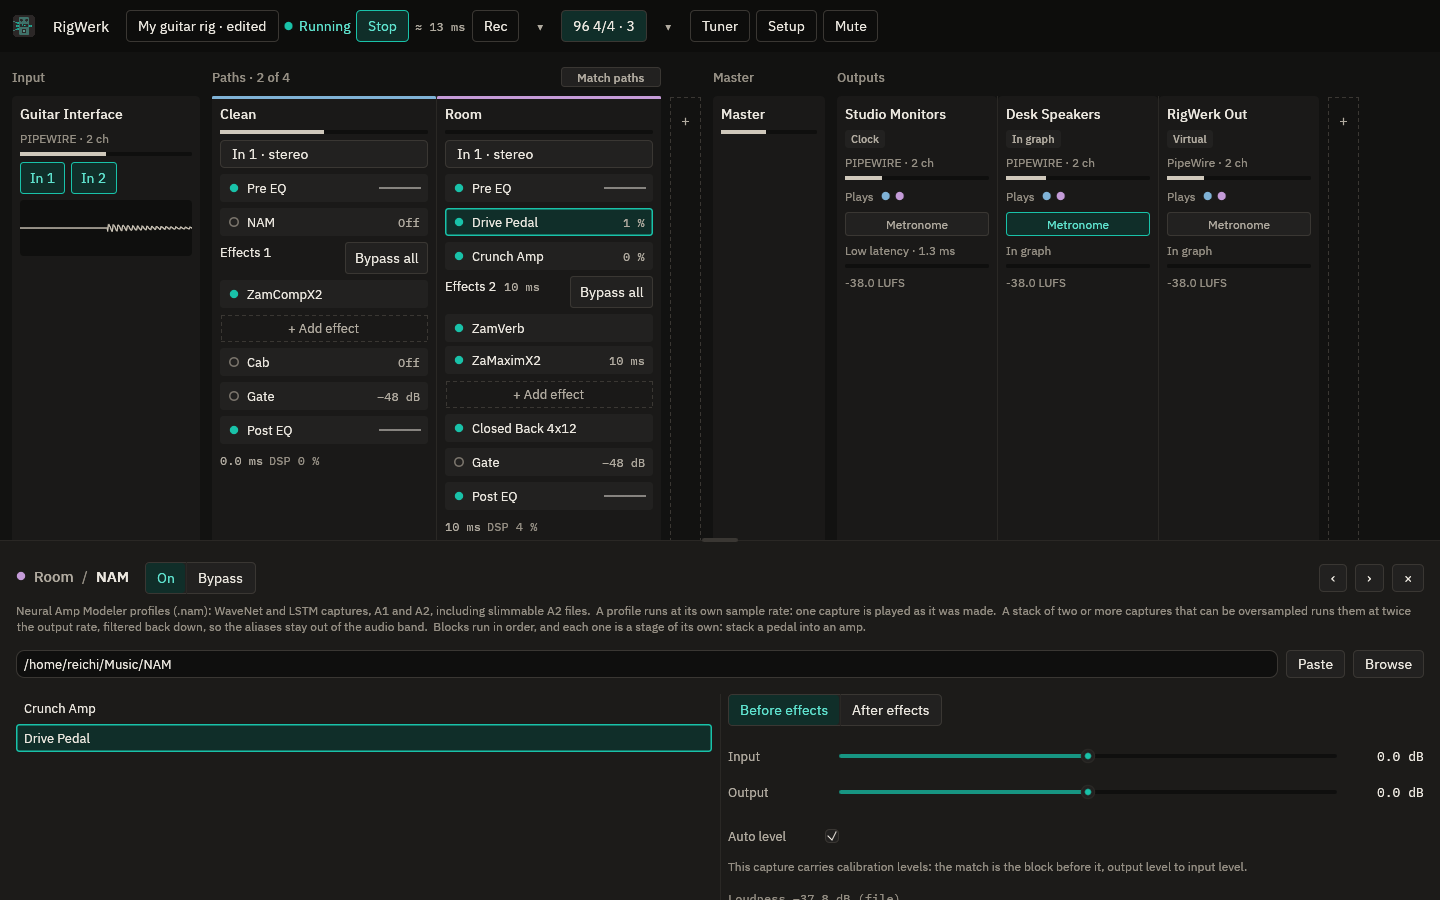 RigWerk
My guitar rig · edited
Running
Stop
≈ 13 ms
Rec
96 4/4 · 3
Tuner
Setup
Mute
Input
Guitar Interface
PIPEWIRE · 2 ch
In 1
In 2
Paths · 2 of 4
Match paths
Clean
In 1 · stereo
Pre EQ
NAM Off
Effects 1
Bypass all
ZamCompX2
+ Add effect
Cab Off
Gate −48 dB
Post EQ
0.0 ms DSP 0 %
Room
In 1 · stereo
Pre EQ
Drive Pedal 1 %
Crunch Amp 0 %
Effects 2 10 ms
Bypass all
ZamVerb
ZaMaximX2 10 ms
+ Add effect
Closed Back 4x12
Gate −48 dB
Post EQ
10 ms DSP 4 %
+
Master
Master
Outputs
Studio Monitors
Clock
PIPEWIRE · 2 ch
Plays
Metronome
Low latency · 1.3 ms
-38.0 LUFS
Desk Speakers
In graph
PIPEWIRE · 2 ch
Plays
Metronome
In graph
-38.0 LUFS
RigWerk Out
Virtual
PipeWire · 2 ch
Plays
Metronome
In graph
-38.0 LUFS
+
Room / NAM
On
Bypass
‹
›
×
Neural Amp Modeler profiles (.nam): WaveNet and LSTM captures, A1 and A2, including slimmable A2 files. A profile runs at its own sample rate: one capture is played as it was made. A stack of two or more captures that can be oversampled runs them at twice
the output rate, filtered back down, so the aliases stay out of the audio band. Blocks run in order, and each one is a stage of its own: stack a pedal into an amp.
/home/reichi/Music/NAM
Paste
Browse
Crunch Amp
Drive Pedal
Before effects
After effects
Input 0.0 dB
Output 0.0 dB
Auto level
This capture carries calibration levels: the match is the block before it, output level to input level.
Loudness −37.8 dB (file)